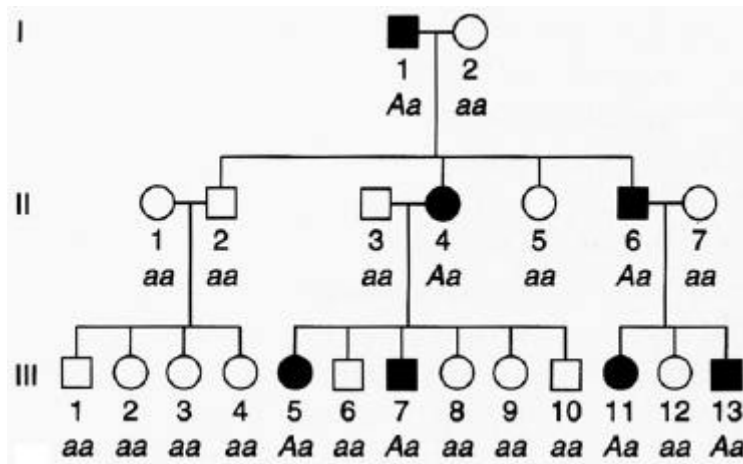 I
1 2
Aa aa
II
1 2 3 4 5 6 7
aa aa aa Aa aa Aa aa
III
1 2 3 4 5 6 7 8 9 10 11 12 13
aa aa aa aa Aa aa Aa aa aa aa Aa aa Aa